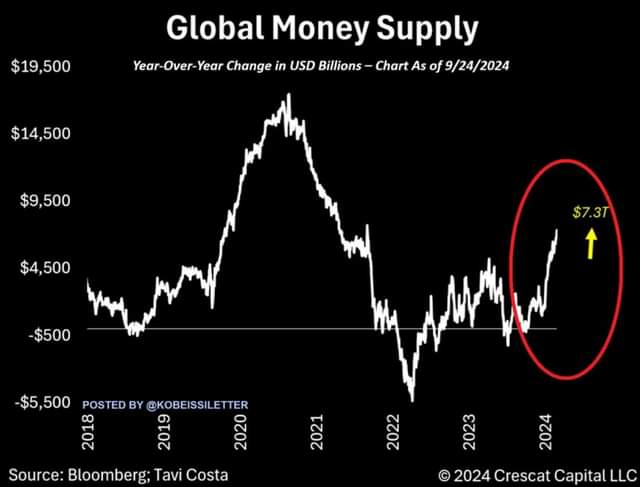 Global Money Supply
Year-Over-Year Change in USD Billions – Chart As of 9/24/2024
$19,500
$14,500
$9,500
$7.3T
$4,500
-$500
-$5,500
POSTED BY @KOBEISSILETTER
2018
2019
2020
2021
2022
2023
2024
Source: Bloomberg; Tavi Costa
© 2024 Crescat Capital LLC